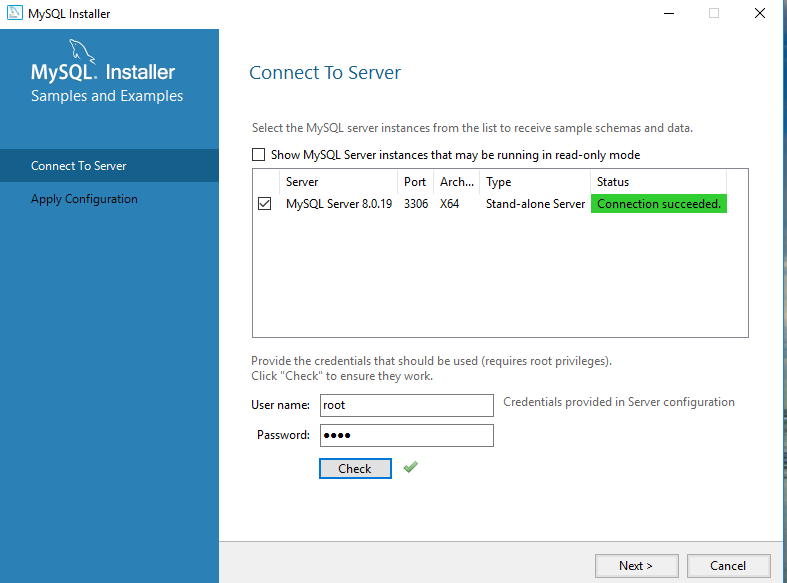 MySQL Installer
MySQL. Installer
Samples and Examples
Connect To Server
Apply Configuration
Connect To Server
Select the MySQL server instances from the list to receive sample schemas and data.
Show MySQL Server instances that may be running in read-only mode
Server Port Arch... Type Status
MySQL Server 8.0.19 3306 X64 Stand-alone Server Connection succeeded.
Provide the credentials that should be used (requires root privileges).
Click "Check" to ensure they work.
User name: root Credentials provided in Server configuration
Password: ●●●●
Check
Next > Cancel